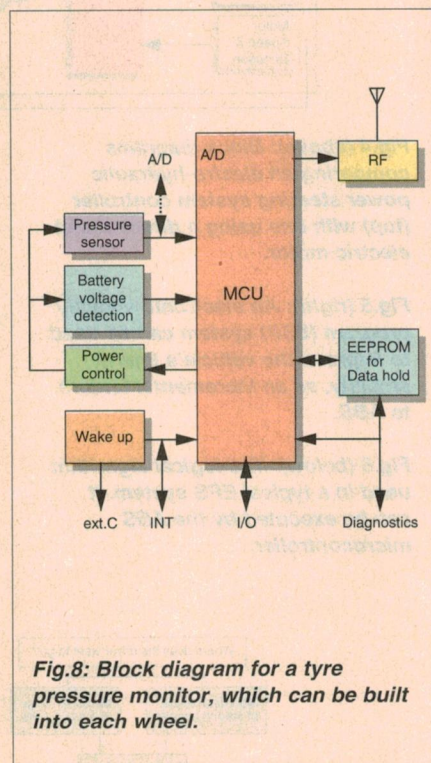 A/D
A/D
RF
Pressure
sensor
Battery
voltage
detection
MCU
Power
control
EEPROM
for
Data hold
Wake up
ext.C
INT
I/O
Diagnostics
Fig.8: Block diagram for a tyre
pressure monitor, which can be built
into each wheel.